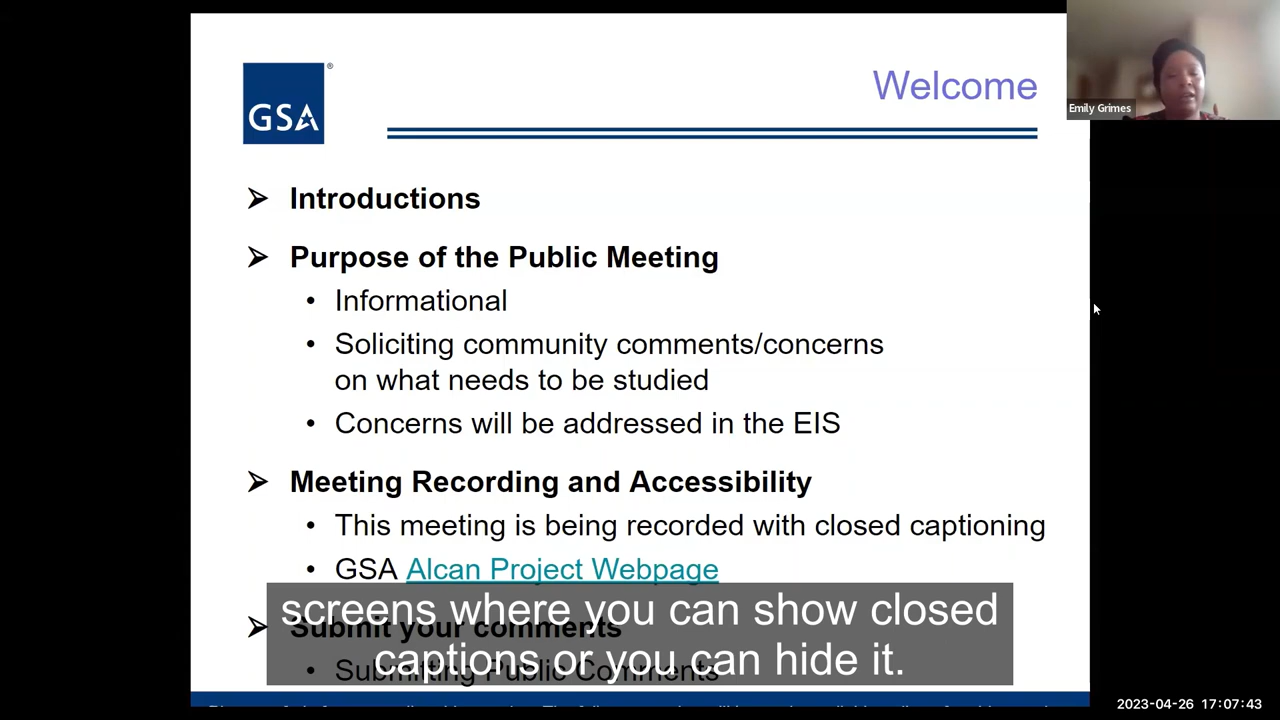 GSA
®
Welcome
Emily Grimes
➢ Introductions
➢ Purpose of the Public Meeting
• Informational
• Soliciting community comments/concerns
on what needs to be studied
• Concerns will be addressed in the EIS
➢ Meeting Recording and Accessibility
• This meeting is being recorded with closed captioning
• GSA Alcan Project Webpage
➢ Submit your comments
• Submitting Public Comments
screens where you can show closed
captions or you can hide it.
2023-04-26 17:07:43